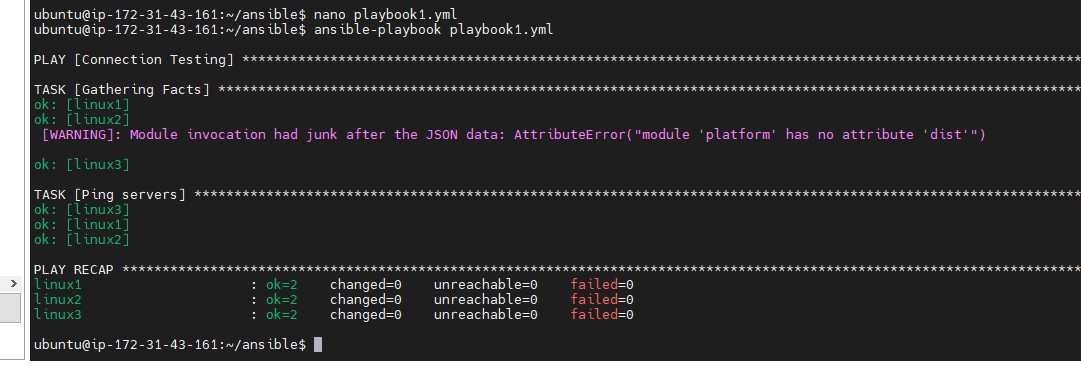 ubuntu@ip-172-31-43-161:~/ansible$ nano playbook1.yml
ubuntu@ip-172-31-43-161:~/ansible$ ansible-playbook playbook1.yml
PLAY [Connection Testing] **********************************************************************************************************
TASK [Gathering Facts] *************************************************************************************************************
ok: [linux1]
ok: [linux2]
 [WARNING]: Module invocation had junk after the JSON data: AttributeError("module 'platform' has no attribute 'dist'")
ok: [linux3]
TASK [Ping servers] ****************************************************************************************************************
ok: [linux3]
ok: [linux1]
ok: [linux2]
PLAY RECAP *************************************************************************************************************************
linux1                     : ok=2    changed=0    unreachable=0    failed=0
linux2                     : ok=2    changed=0    unreachable=0    failed=0
linux3                     : ok=2    changed=0    unreachable=0    failed=0
ubuntu@ip-172-31-43-161:~/ansible$